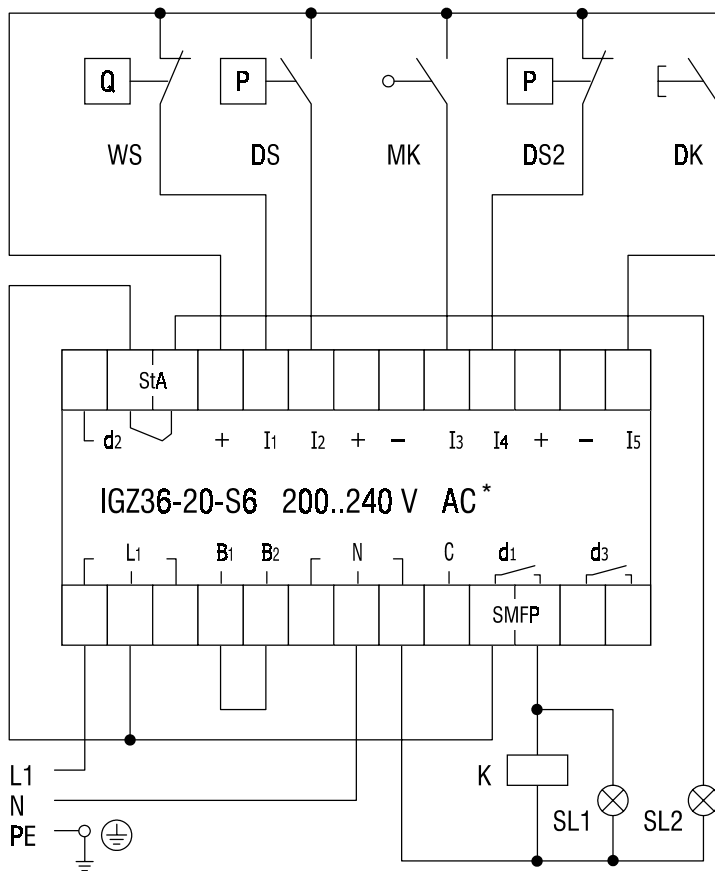 Q P P
WS DS MK DS2 DK
StA
d2 + I1 I2 + – I3 I4 + – I5
IGZ36-20-S6 200..240 V AC*
L1 B1 B2 N C d1 d3
SMFP
L1
N
PE
K
SL1 SL2